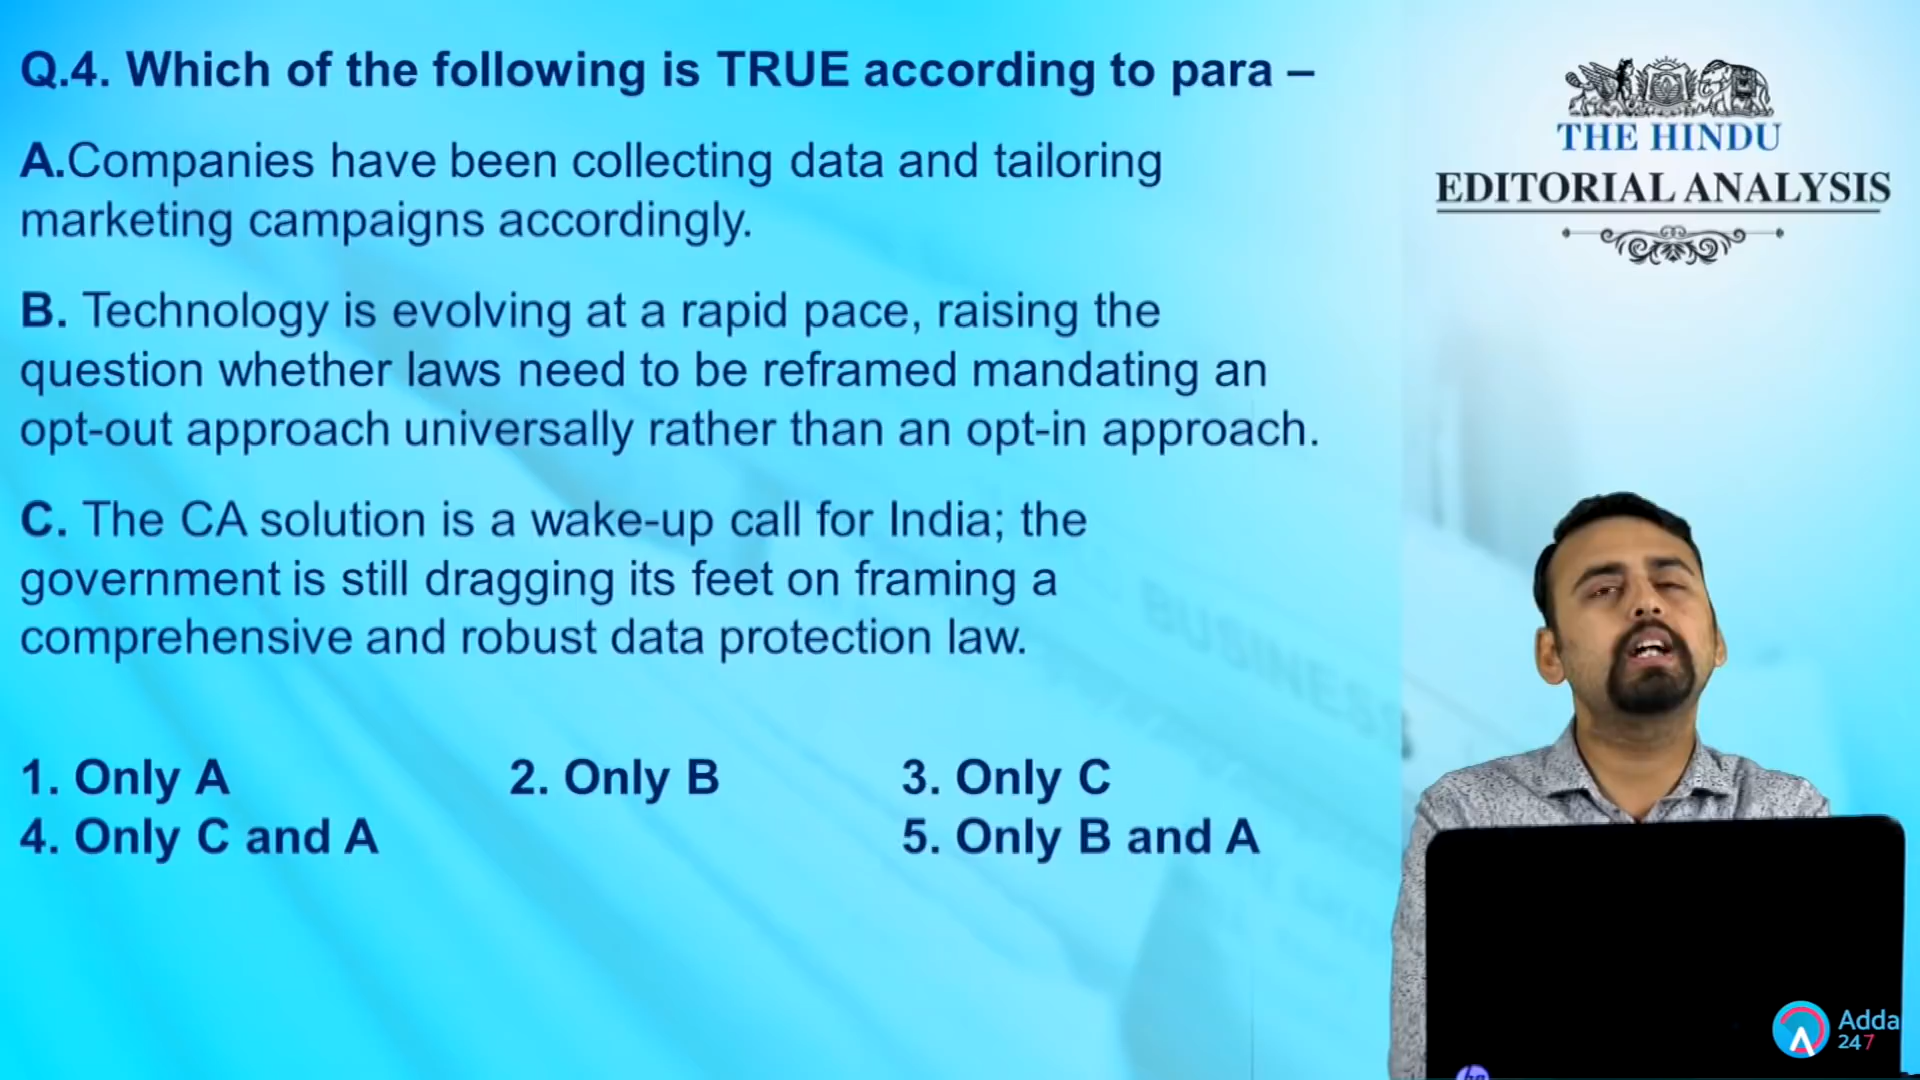 Q.4. Which of the following is TRUE according to para –
A.Companies have been collecting data and tailoring
marketing campaigns accordingly.
B. Technology is evolving at a rapid pace, raising the
question whether laws need to be reframed mandating an
opt-out approach universally rather than an opt-in approach.
C. The CA solution is a wake-up call for India; the
government is still dragging its feet on framing a
comprehensive and robust data protection law.
1. Only A 2. Only B 3. Only C
4. Only C and A 5. Only B and A
THE HINDU
EDITORIAL ANALYSIS
BUSINESS
hp
Adda
247